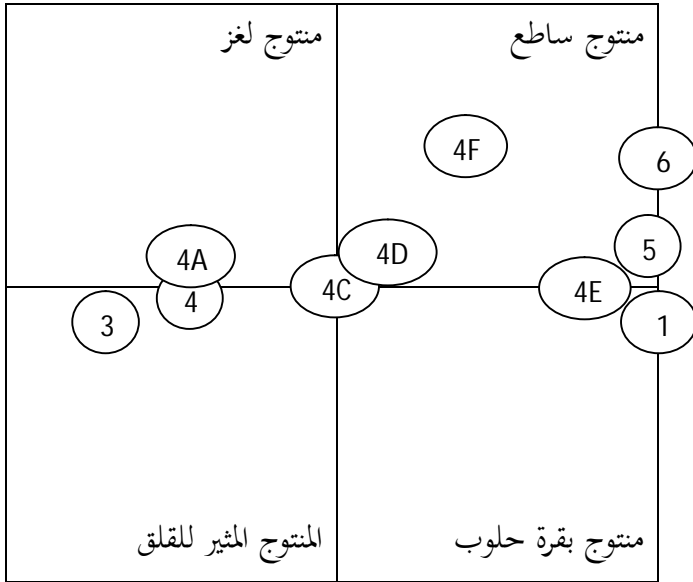 منتوج ساطع
منتوج لغز
4F
6
5
4D
4A
4C
4E
4
1
3
منتوج بقرة حلوب
المنتوج المثير للقلق